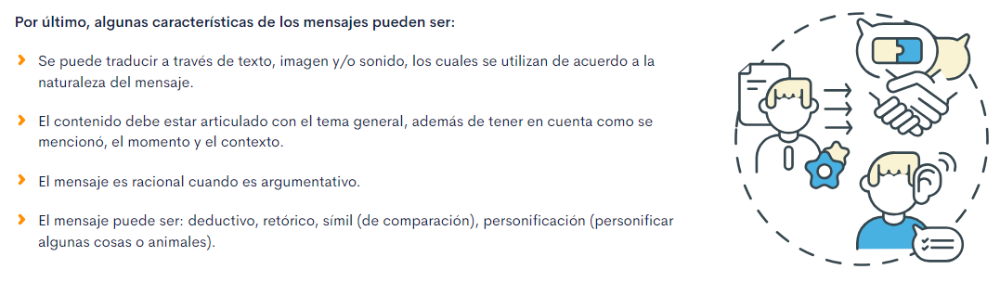 Por último, algunas características de los mensajes pueden ser:
Se puede traducir a través de texto, imagen y/o sonido, los cuales se utilizan de acuerdo a la
naturaleza del mensaje.
El contenido debe estar articulado con el tema general, además de tener en cuenta como se
mencionó, el momento y el contexto.
El mensaje es racional cuando es argumentativo.
El mensaje puede ser: deductivo, retórico, símil (de comparación), personificación (personificar
algunas cosas o animales).